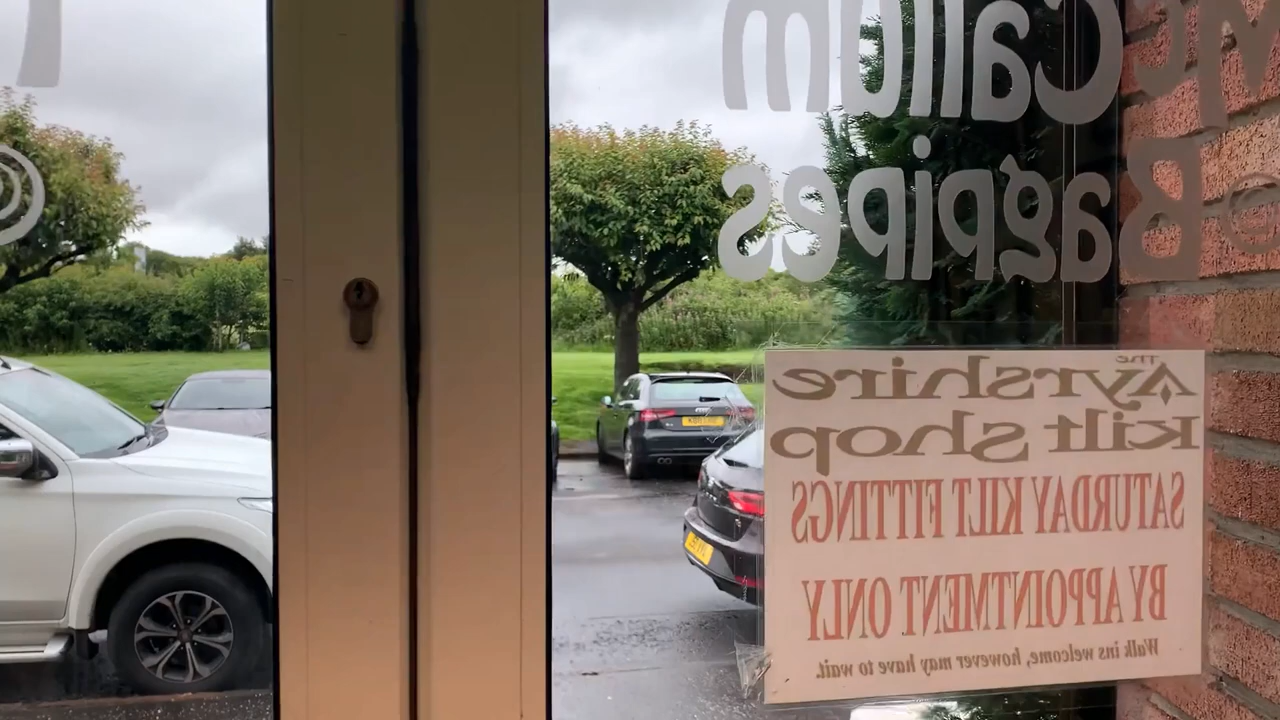 McCallum
Bagpipes
The
Ayrshire
Kilt Shop
SATURDAY KILT FITTINGS
BY APPOINTMENT ONLY
Walk ins welcome, however may have to wait.